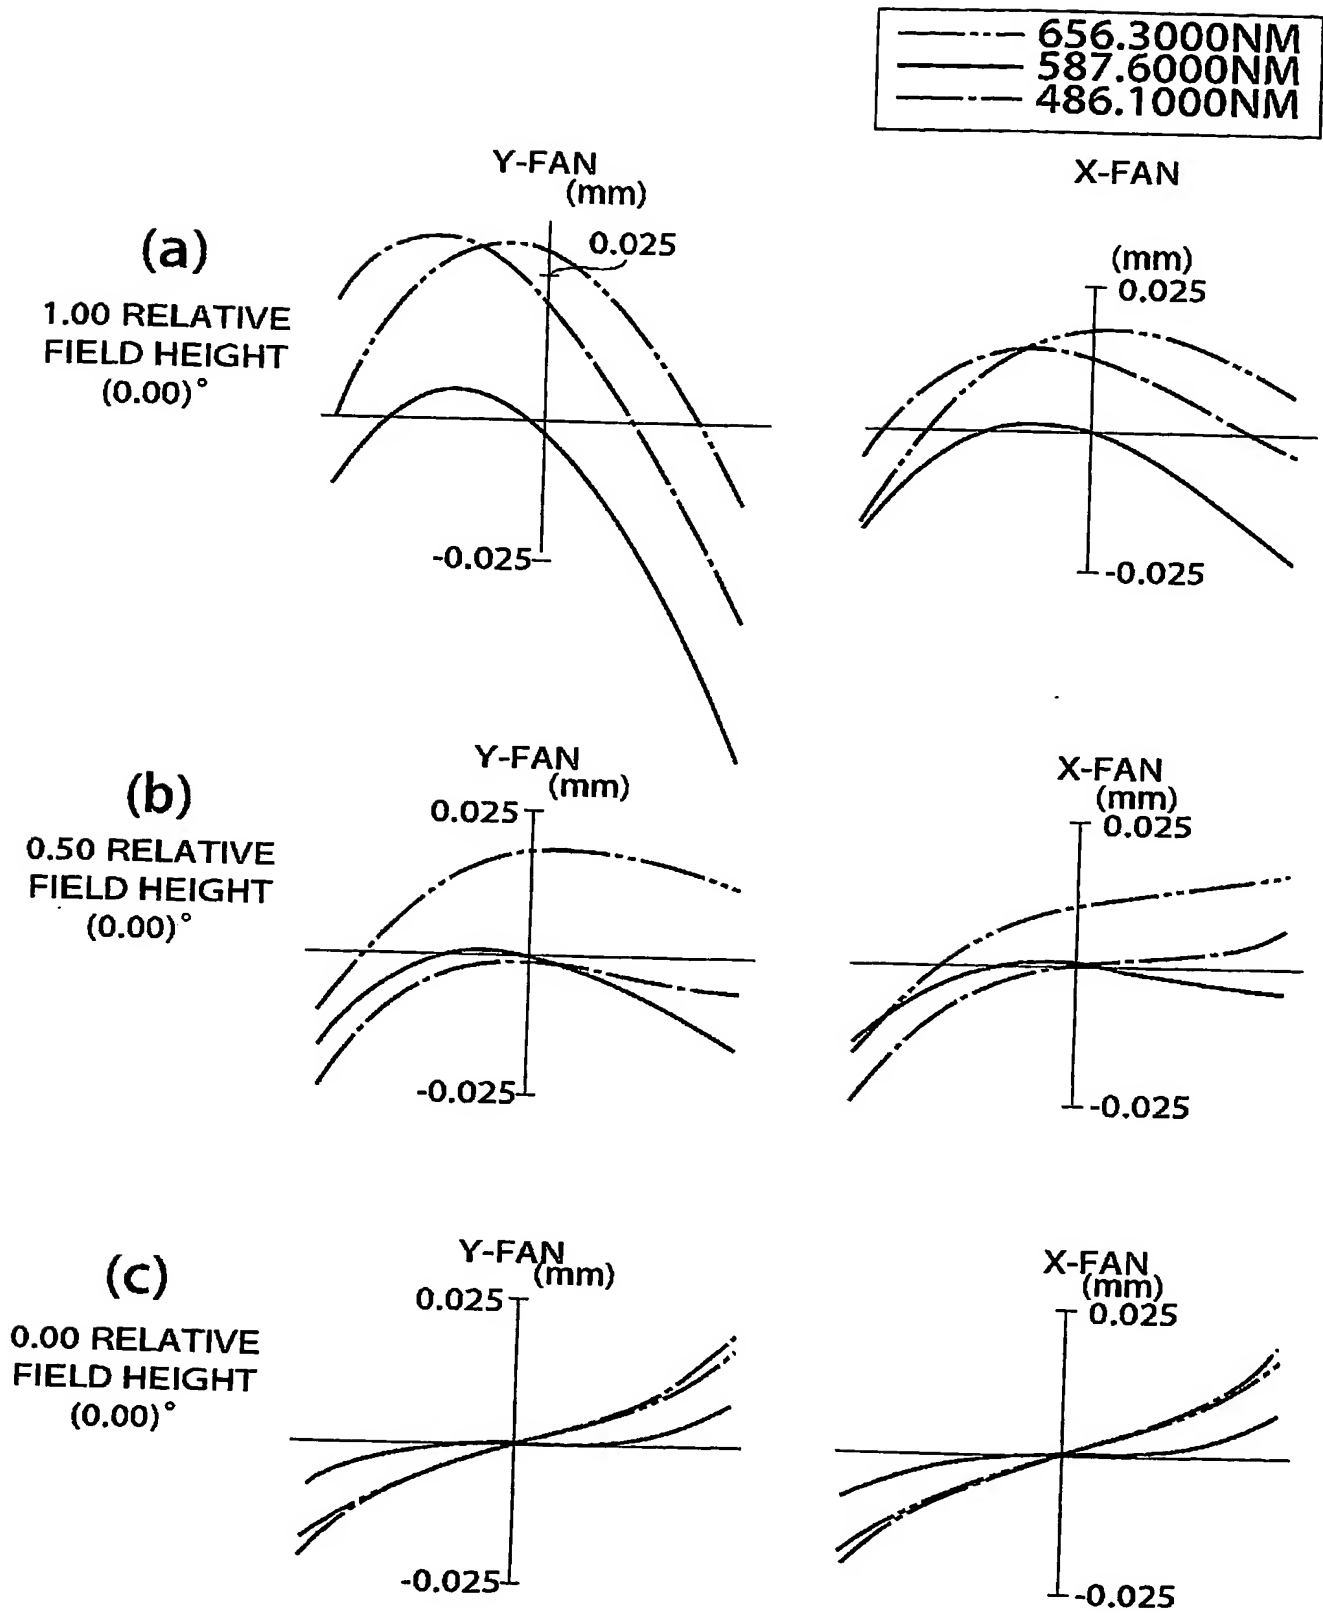 656.3000NM
587.6000NM
486.1000NM
Y-FAN
(mm)
X-FAN
(a)
1.00 RELATIVE
FIELD HEIGHT
(0.00)°
0.025
-0.025
(mm)
0.025
-0.025
(b)
0.50 RELATIVE
FIELD HEIGHT
(0.00)°
Y-FAN
(mm)
0.025
-0.025
X-FAN
(mm)
0.025
-0.025
(c)
0.00 RELATIVE
FIELD HEIGHT
(0.00)°
Y-FAN
(mm)
0.025
-0.025
X-FAN
(mm)
0.025
-0.025